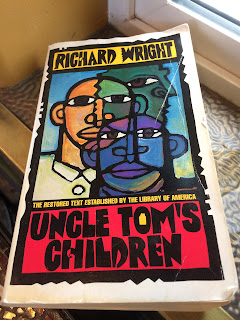 RICHARD WRIGHT
THE RESTORED TEXT ESTABLISHED BY THE LIBRARY OF AMERICA
UNCLE TOM'S
CHILDREN